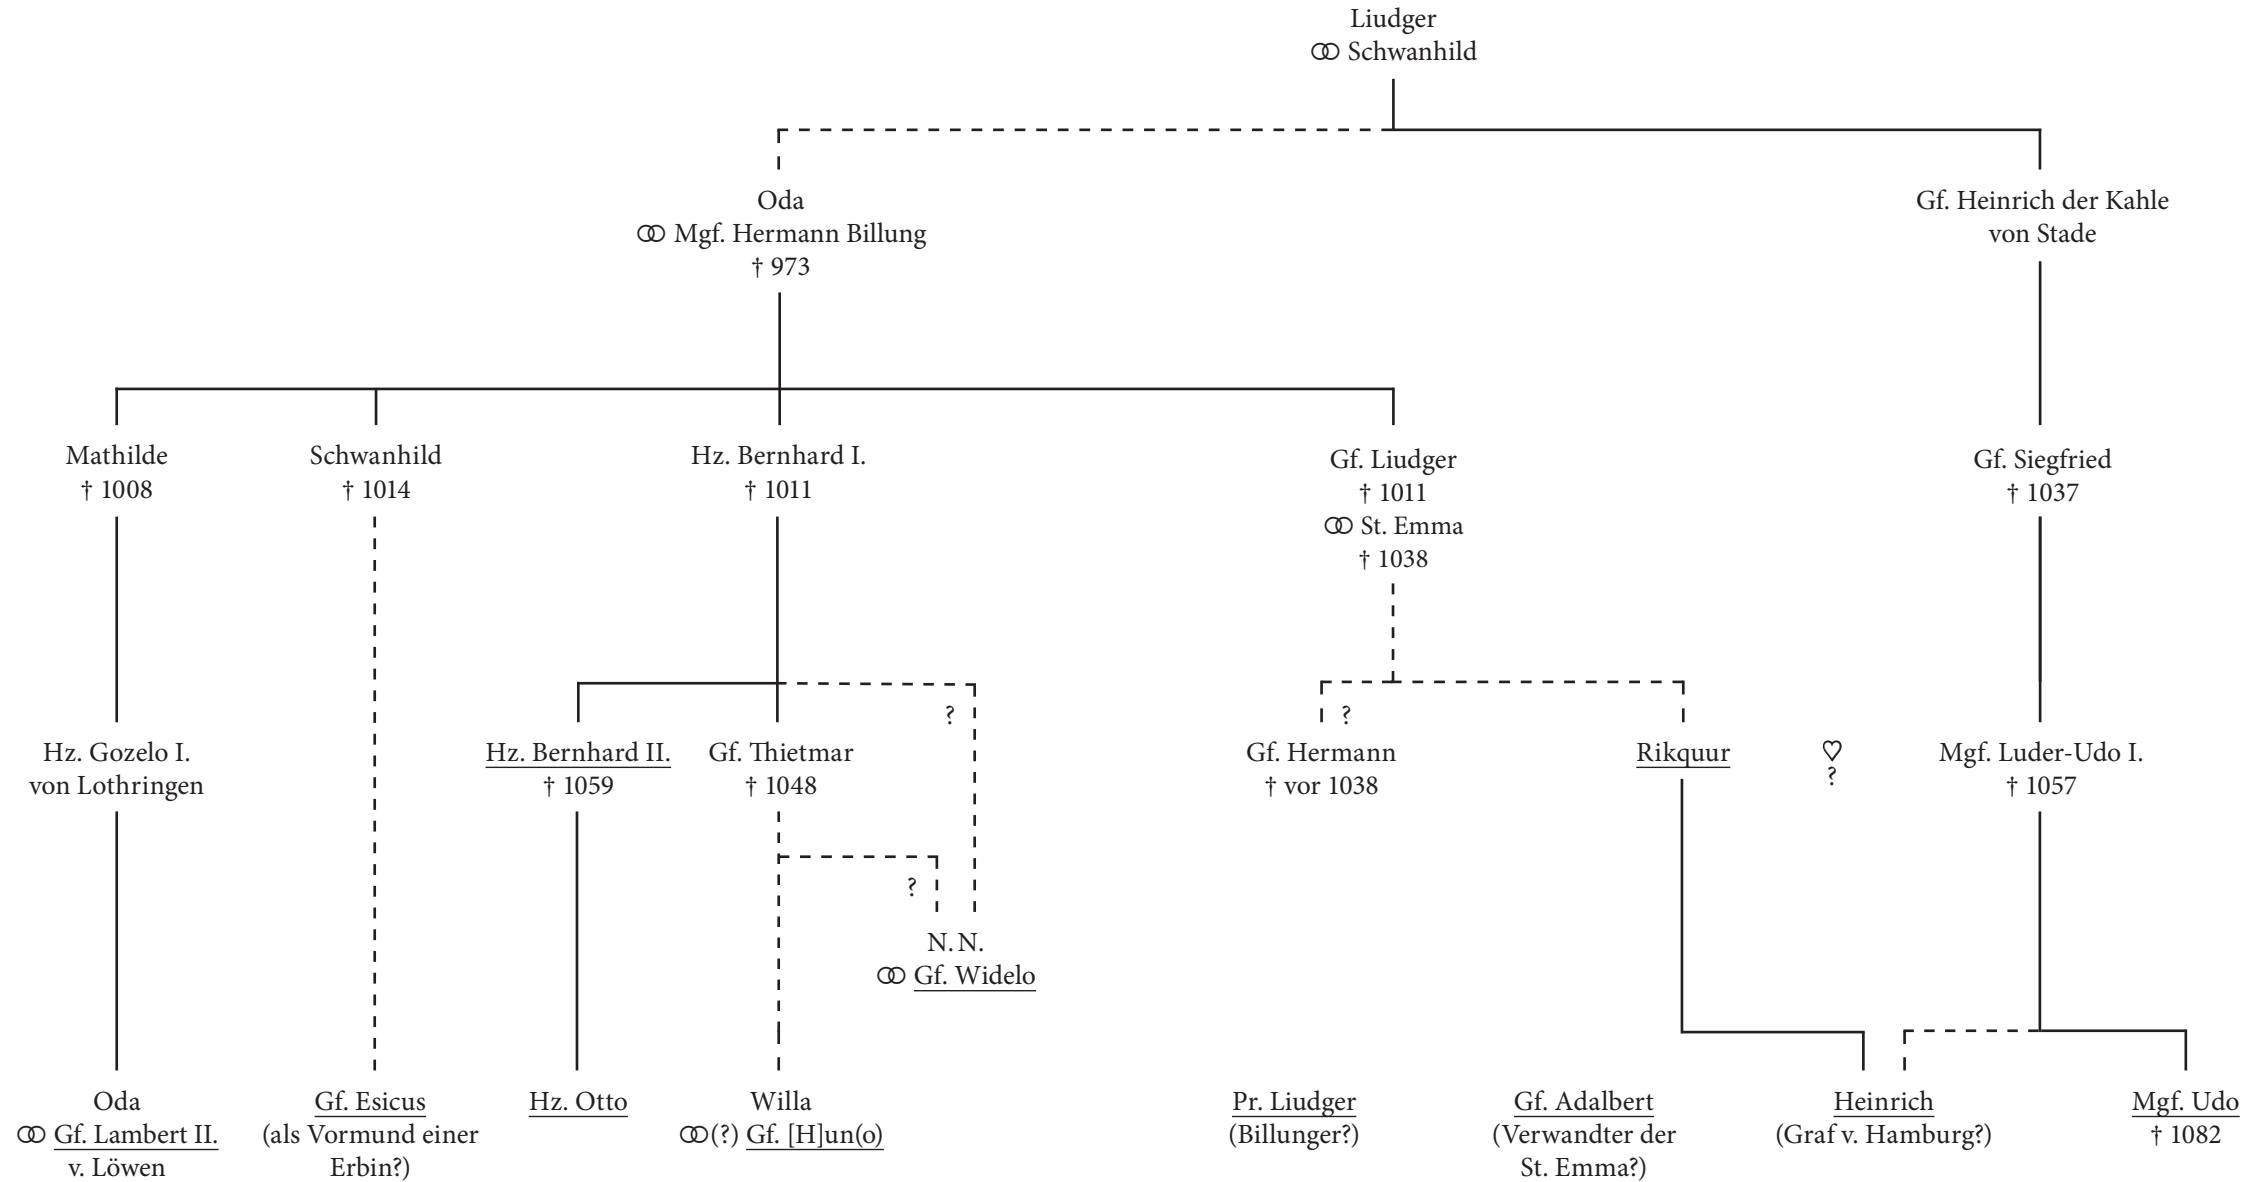 Liudger
⚭ Schwanhild
Oda
⚭ Mgf. Hermann Billung
† 973
Gf. Heinrich der Kahle
von Stade
Mathilde
† 1008
Schwanhild
† 1014
Hz. Bernhard I.
† 1011
Gf. Liudger
† 1011
⚭ St. Emma
† 1038
Gf. Siegfried
† 1037
?
?
Hz. Gozelo I.
von Lothringen
Hz. Bernhard II.
† 1059
Gf. Thietmar
† 1048
Gf. Hermann
† vor 1038
Rikquur
♡
?
Mgf. Luder-Udo I.
† 1057
?
N. N.
⚭ Gf. Widelo
Oda
⚭ Gf. Lambert II.
v. Löwen
Gf. Esicus
(als Vormund einer
Erbin?)
Hz. Otto
Willa
⚭(?) Gf. [H]un(o)
Pr. Liudger
(Billunger?)
Gf. Adalbert
(Verwandter der
St. Emma?)
Heinrich
(Graf v. Hamburg?)
Mgf. Udo
† 1082